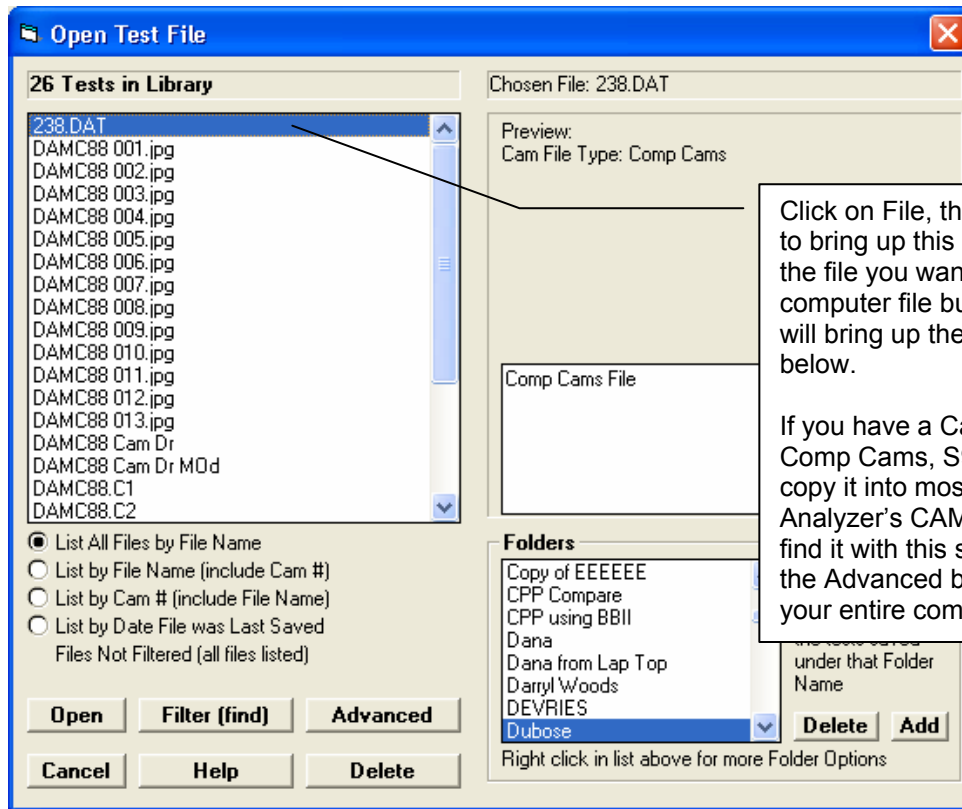 Open Test File
26 Tests in Library
238.DAT
DAMC88 001.jpg
DAMC88 002.jpg
DAMC88 003.jpg
DAMC88 004.jpg
DAMC88 005.jpg
DAMC88 006.jpg
DAMC88 007.jpg
DAMC88 008.jpg
DAMC88 009.jpg
DAMC88 010.jpg
DAMC88 011.jpg
DAMC88 012.jpg
DAMC88 013.jpg
DAMC88 Cam Dr
DAMC88 Cam Dr MOd
DAMC88.C1
DAMC88.C2
List All Files by File Name
List by File Name (include Cam #)
List by Cam # (include File Name)
List by Date File was Last Saved
Files Not Filtered (all files listed)
Open
Filter (find)
Advanced
Cancel
Help
Delete
Chosen File: 238.DAT
Preview:
Cam File Type: Comp Cams
Comp Cams File
Click on File, th
to bring up this
the file you wan
computer file bu
will bring up the
below.
If you have a Ca
Comp Cams, S
copy it into mos
Analyzer's CAM
find it with this s
the Advanced b
your entire com
Folders
Copy of EEEEEE
CPP Compare
CPP using BBII
Dana
Dana from Lap Top
Darryl Woods
DEVRIES
Dubose
under that Folder
Name
Delete
Add
Right click in list above for more Folder Options